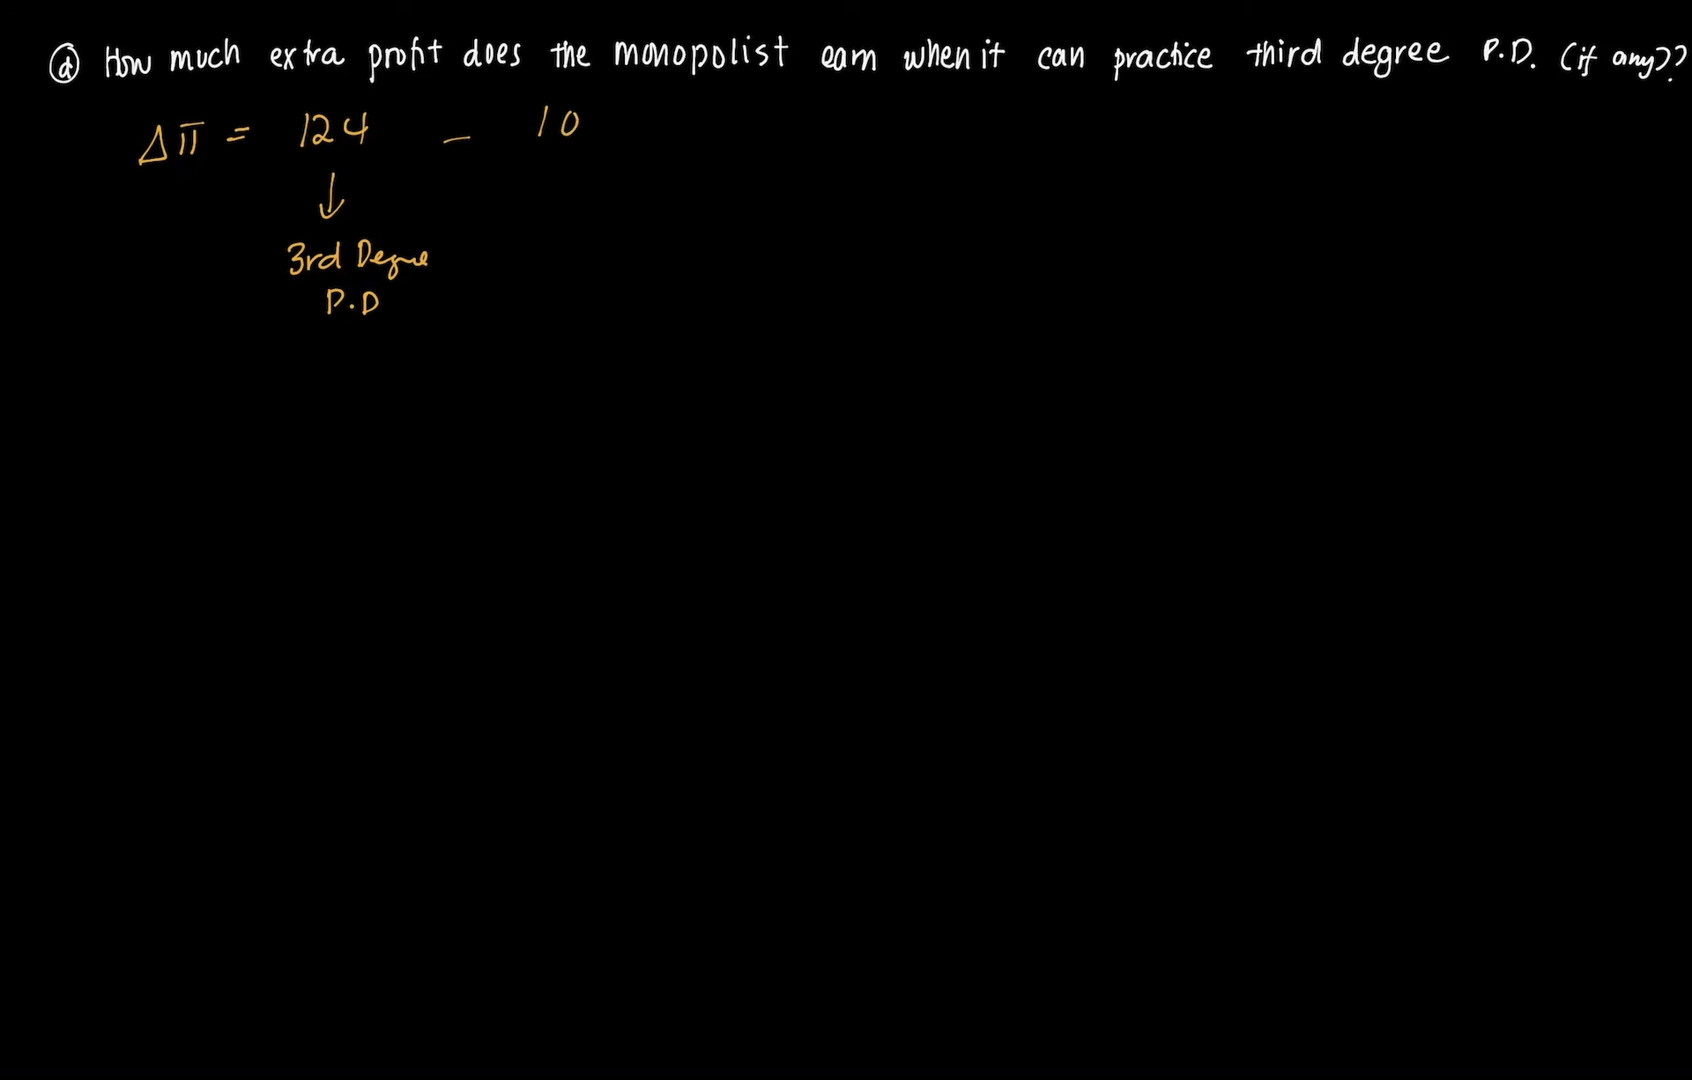 ⓓ How much extra profit does the monopolist earn when it can practice third degree P.D. (if any)??
Δπ = 124 - 10
↓
3rd Degree
P.D